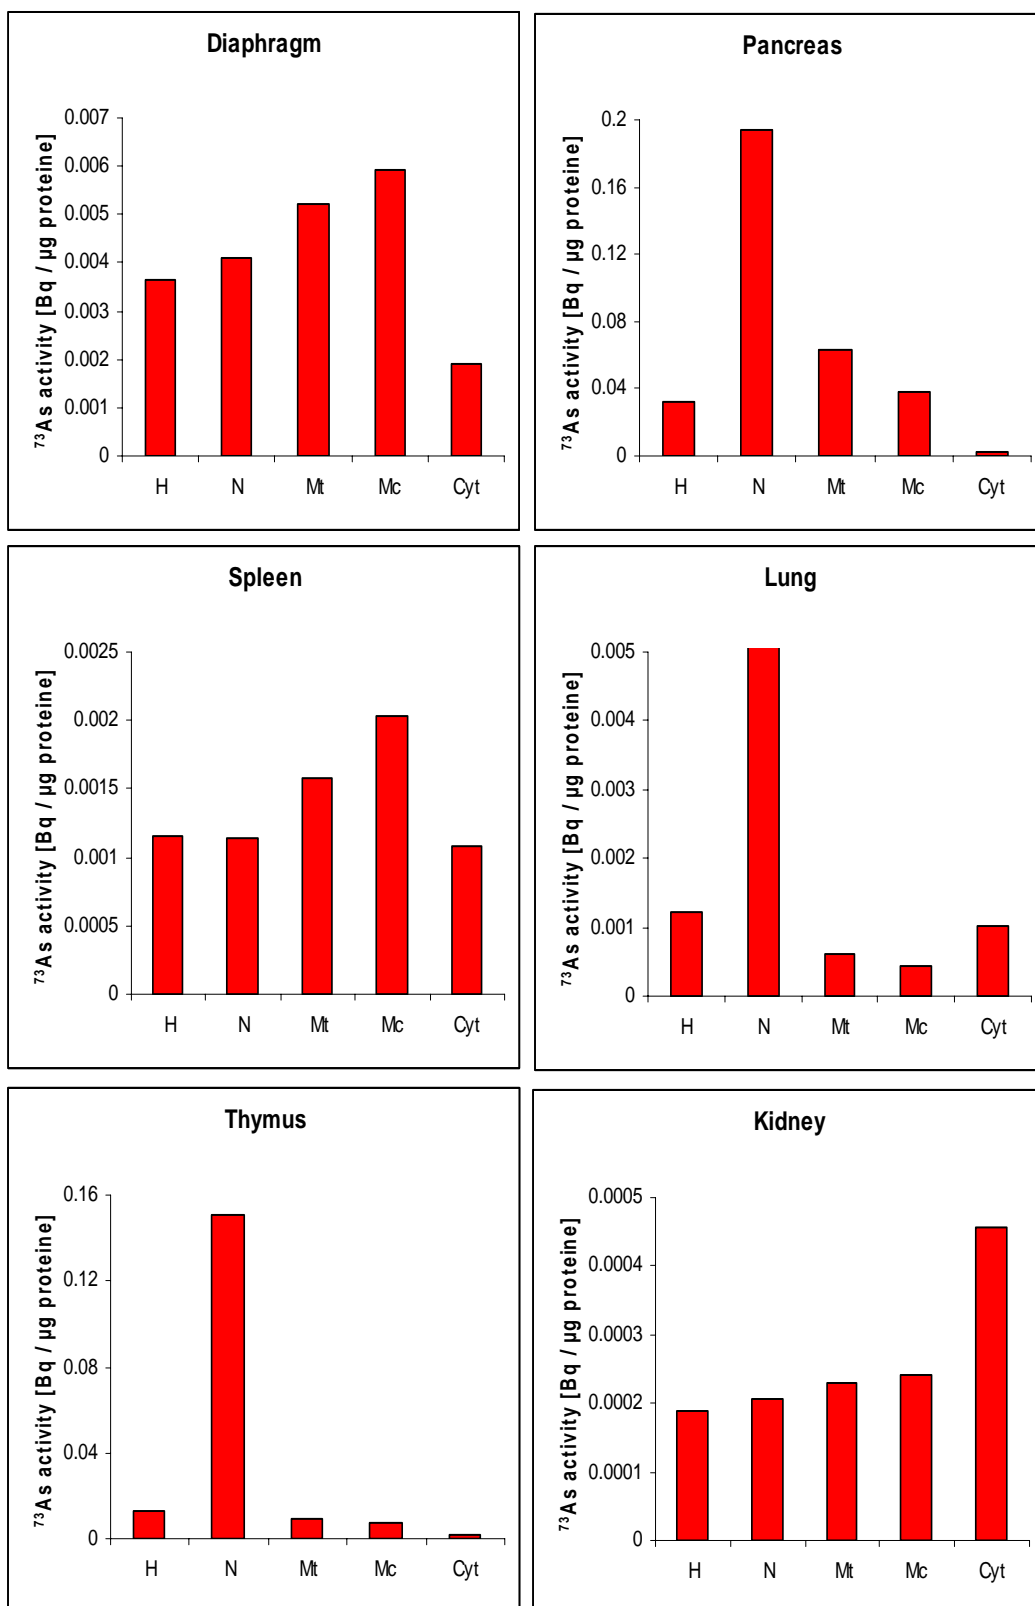 Diaphragm
⁷³As activity [Bq / µg proteine]
0.007
0.006
0.005
0.004
0.003
0.002
0.001
0
H N Mt Mc Cyt
Pancreas
⁷³As activity [Bq / µg proteine]
0.2
0.16
0.12
0.08
0.04
0
H N Mt Mc Cyt
Spleen
⁷³As activity [Bq / µg proteine]
0.0025
0.002
0.0015
0.001
0.0005
0
H N Mt Mc Cyt
Lung
⁷³As activity [Bq / µg proteine]
0.005
0.004
0.003
0.002
0.001
0
H N Mt Mc Cyt
Thymus
⁷³As activity [Bq / µg proteine]
0.16
0.12
0.08
0.04
0
H N Mt Mc Cyt
Kidney
⁷³As activity [Bq / µg proteine]
0.0005
0.0004
0.0003
0.0002
0.0001
0
H N Mt Mc Cyt